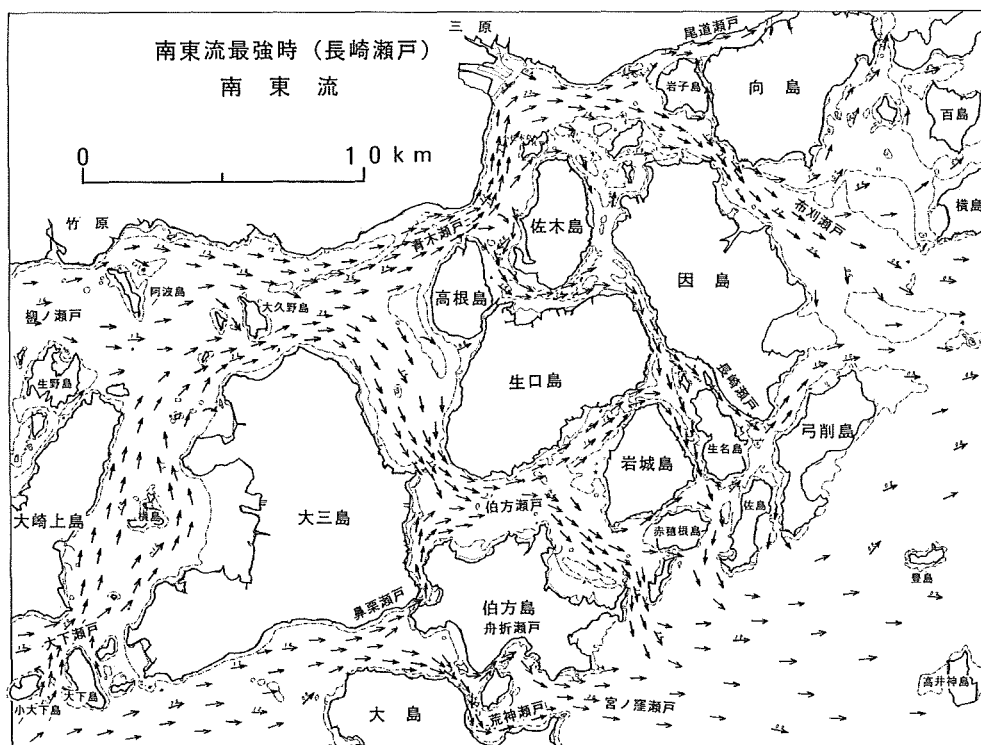 三原
尾道瀬戸
南東流最強時（長崎瀬戸）
南東流
岩子島
向島
百島
0
10km
竹原
青木瀬戸
佐木島
布刈瀬戸
横島
高根島
因島
阿波島
大久野島
柳ノ瀬戸
生野島
生口島
長崎瀬戸
生名島
弓削島
岩城島
大崎上島
横島
大三島
伯方瀬戸
佐島
赤穂根島
豊島
鼻栗瀬戸
伯方島
舟折瀬戸
大下瀬戸
大下島
小大下島
高井神島
大島
荒神瀬戸
宮ノ窪瀬戸